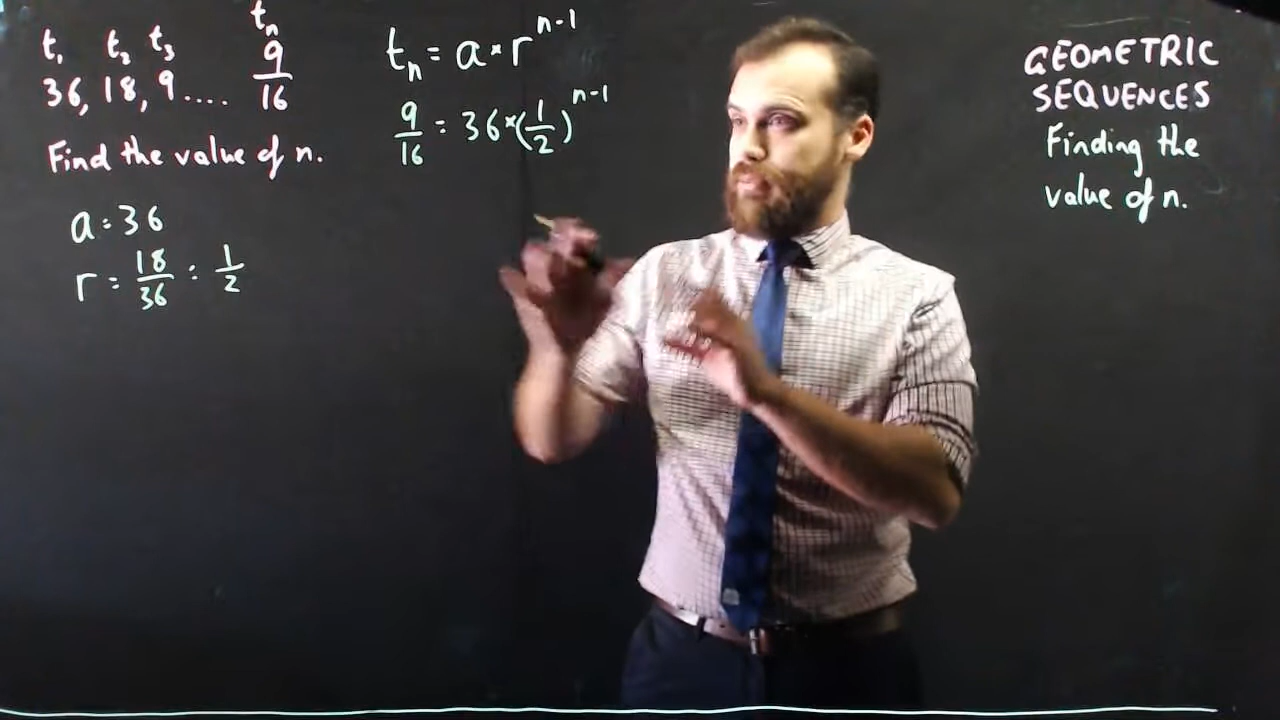 t₁ t₂ t₃ tₙ
36, 18, 9 .... 9/16
Find the value of n.
a = 36
r = 18/36 = 1/2
tₙ = a × r^(n-1)
9/16 = 36 × (1/2)^(n-1)
GEOMETRIC
SEQUENCES
Finding the
value of n.